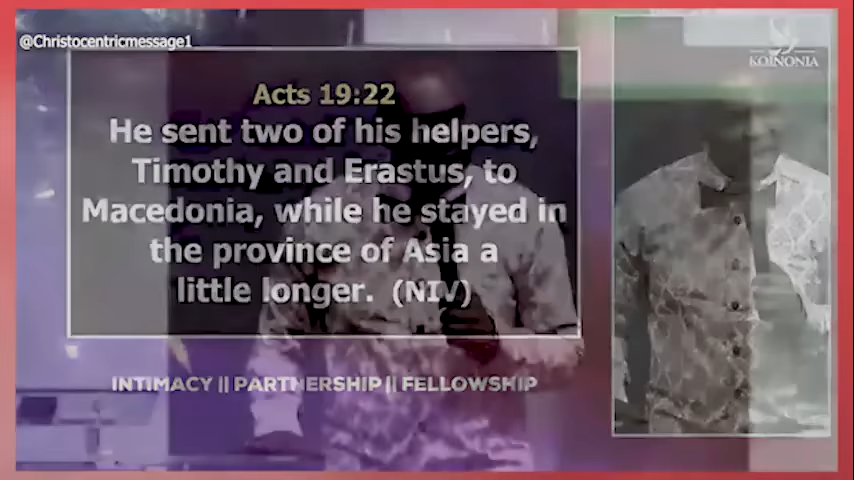 @Christocentricmessage1
KOINONIA
Acts 19:22
He sent two of his helpers,
Timothy and Erastus, to
Macedonia, while he stayed in
the province of Asia a
little longer. (NIV)
INTIMACY || PARTNERSHIP || FELLOWSHIP